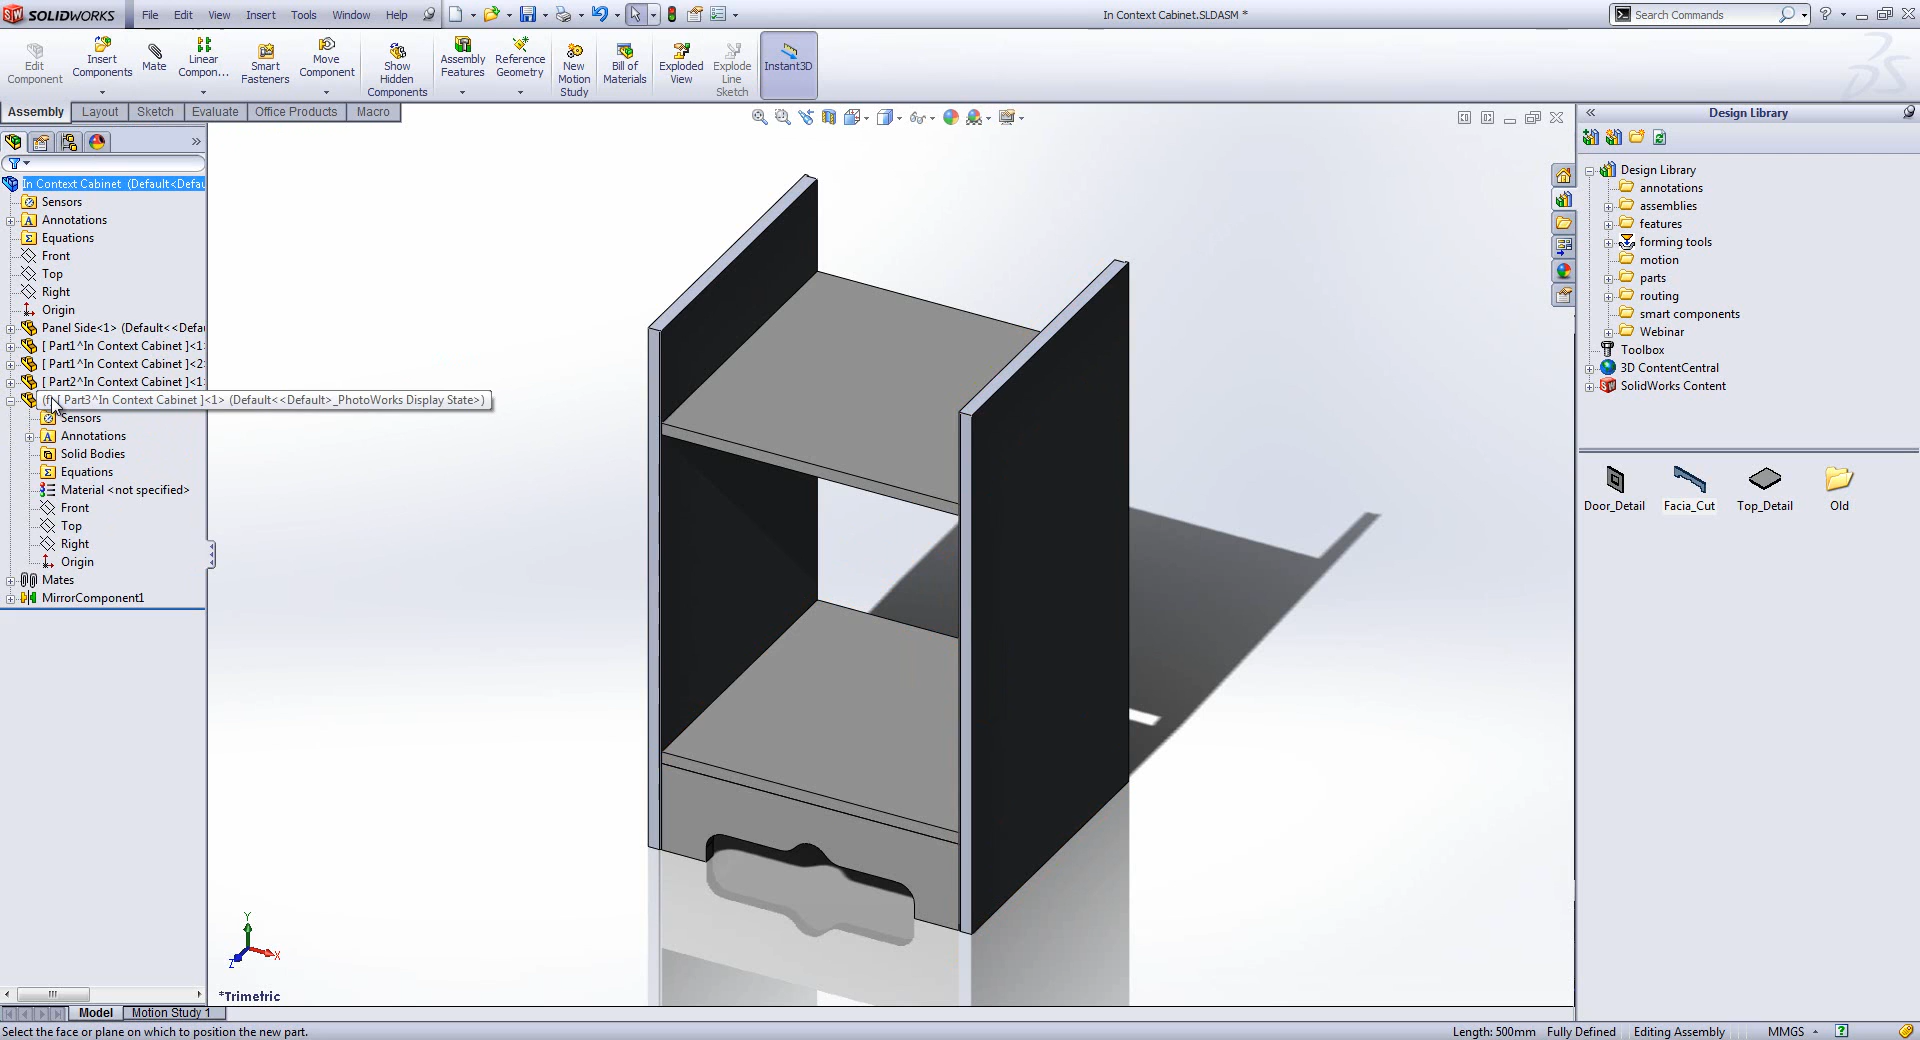 SOLIDWORKS File Edit View Insert Tools Window Help In Context Cabinet.SLDASM * Search Commands
Edit Component
Insert Components
Mate
Linear Compon...
Smart Fasteners
Move Component
Show Hidden Components
Assembly Features
Reference Geometry
New Motion Study
Bill of Materials
Exploded View
Explode Line Sketch
Instant3D
Assembly Layout Sketch Evaluate Office Products Macro
In Context Cabinet (Default<Defau
Sensors
Annotations
Equations
Front
Top
Right
Origin
Panel Side<1> (Default<<Defau
[ Part1^In Context Cabinet ]<1
[ Part1^In Context Cabinet ]<2
[ Part2^In Context Cabinet ]<1
[ Part3^In Context Cabinet ]<1> (Default<<Default>_PhotoWorks Display State>)
Sensors
Annotations
Solid Bodies
Equations
Material <not specified>
Front
Top
Right
Origin
Mates
MirrorComponent1
Y
X
Z
*Trimetric
Design Library
Design Library
annotations
assemblies
features
forming tools
motion
parts
routing
smart components
Webinar
Toolbox
3D ContentCentral
SolidWorks Content
Door_Detail Facia_Cut Top_Detail Old
Model Motion Study 1
Select the face or plane on which to position the new part. Length: 500mm Fully Defined Editing Assembly MMGS